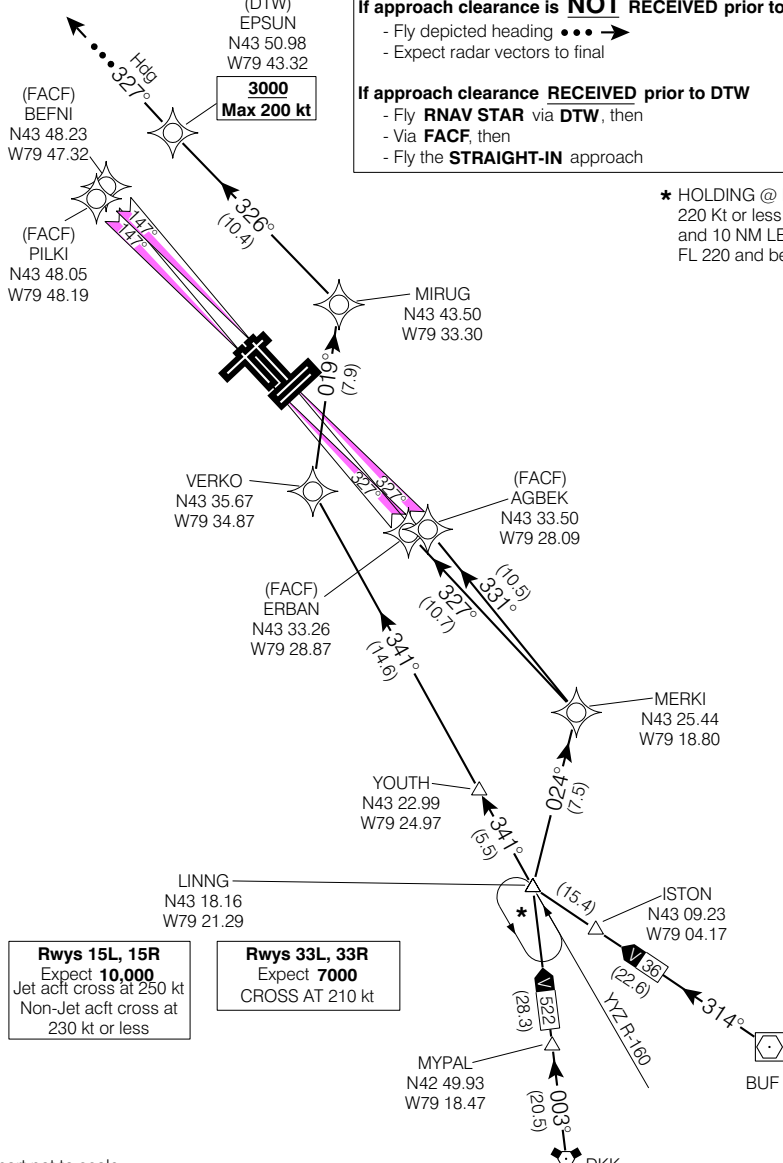 (DTW)
EPSUN
N43 50.98
W79 43.32
3000
Max 200 kt
If approach clearance is NOT RECEIVED prior to
- Fly depicted heading
- Expect radar vectors to final
If approach clearance RECEIVED prior to DTW
- Fly RNAV STAR via DTW, then
- Via FACF, then
- Fly the STRAIGHT-IN approach
* HOLDING @
220 Kt or less
and 10 NM LE
FL 220 and be
Hdg
327°
(FACF)
BEFNI
N43 48.23
W79 47.32
147°
147°
(FACF)
PILKI
N43 48.05
W79 48.19
326°
(10.4)
MIRUG
N43 43.50
W79 33.30
019°
(7.9)
VERKO
N43 35.67
W79 34.87
327°
327°
(FACF)
AGBEK
N43 33.50
W79 28.09
(FACF)
ERBAN
N43 33.26
W79 28.87
(10.5)
331°
327°
(10.7)
341°
(14.6)
MERKI
N43 25.44
W79 18.80
YOUTH
N43 22.99
W79 24.97
024°
(7.5)
341°
(5.5)
LINNG
N43 18.16
W79 21.29
*
(15.4)
ISTON
N43 09.23
W79 04.17
Rwys 15L, 15R
Expect 10,000
Jet acft cross at 250 kt
Non-Jet acft cross at
230 kt or less
Rwys 33L, 33R
Expect 7000
CROSS AT 210 kt
V 36
(22.6)
314°
BUF
V 522
(28.3)
YYZ R-160
MYPAL
N42 49.93
W79 18.47
003°
(20.5)
DKK